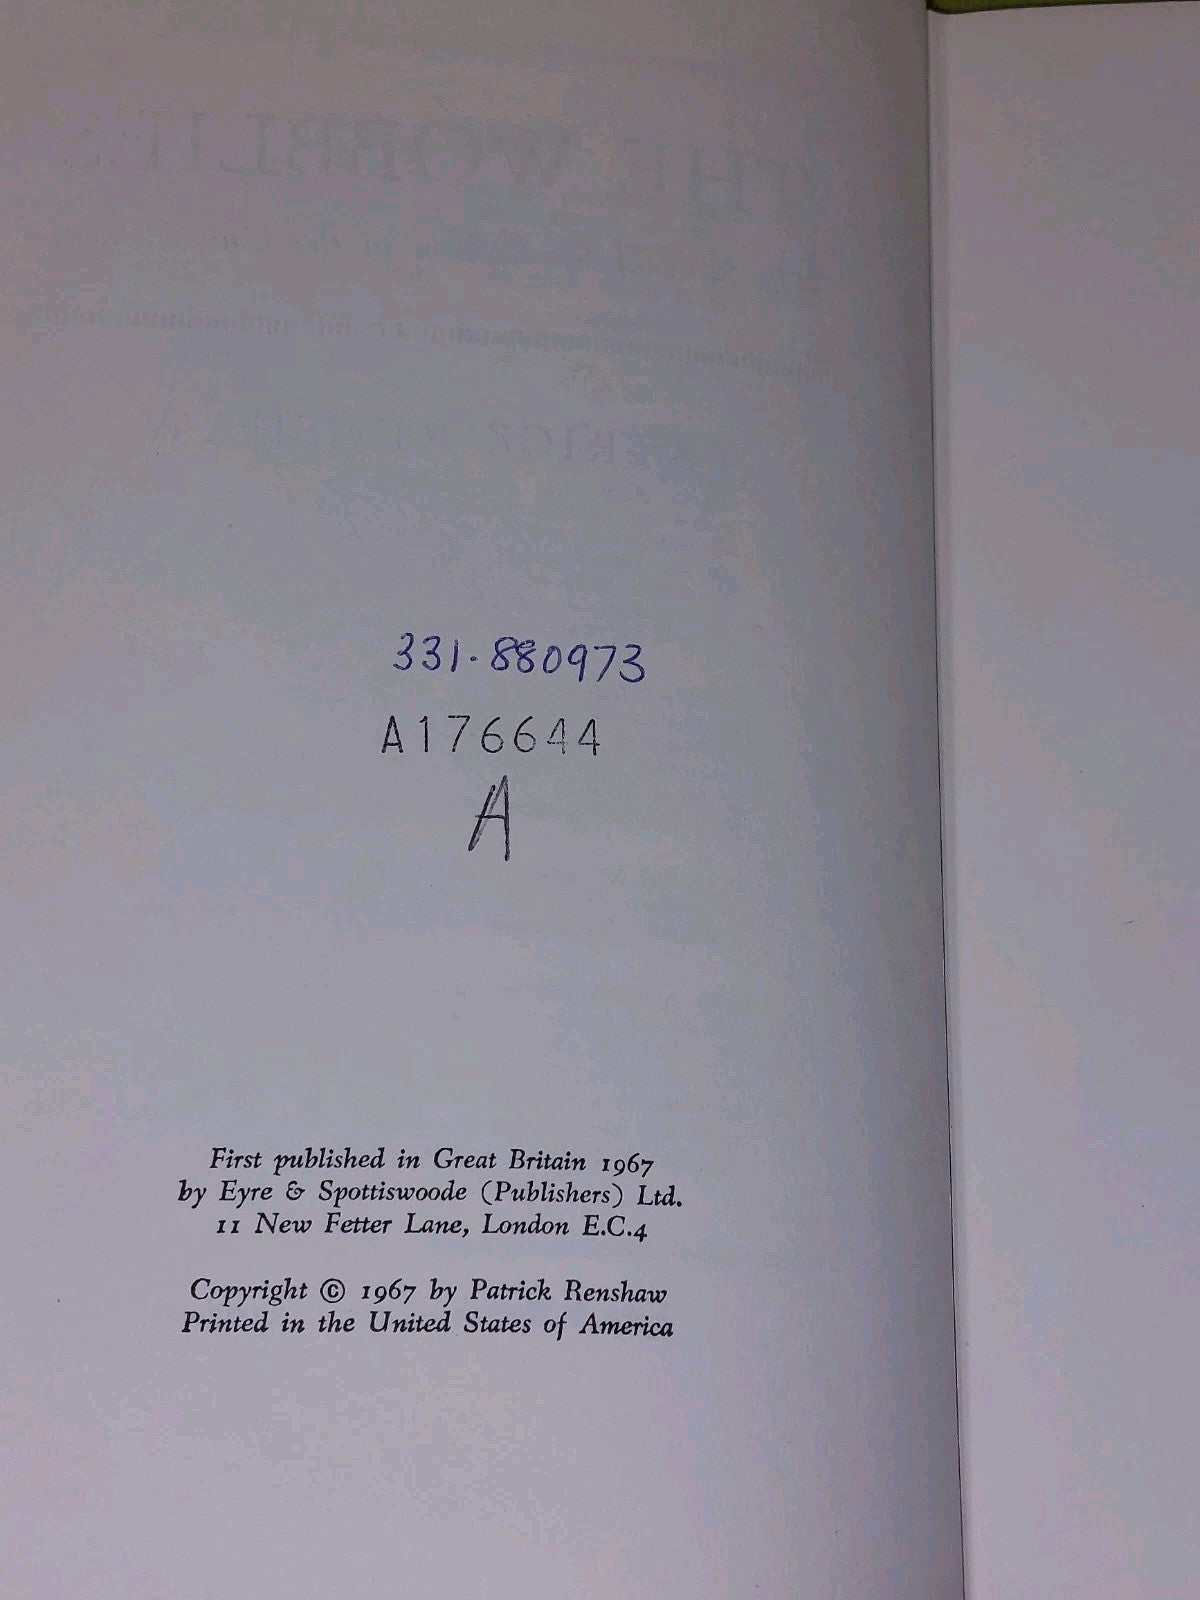 331.880973
A176644
A
First published in Great Britain 1967
by Eyre & Spottiswoode (Publishers) Ltd.
11 New Fetter Lane, London E.C.4
Copyright © 1967 by Patrick Renshaw
Printed in the United States of America